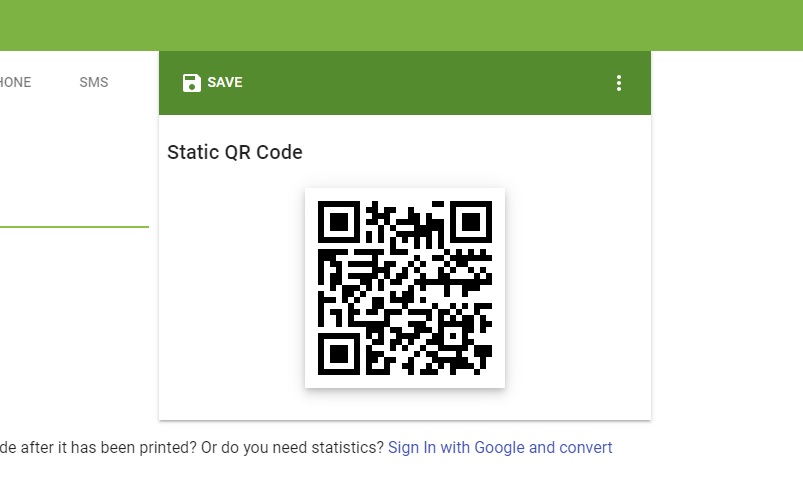 HONE SMS
SAVE
Static QR Code
de after it has been printed? Or do you need statistics? Sign In with Google and convert